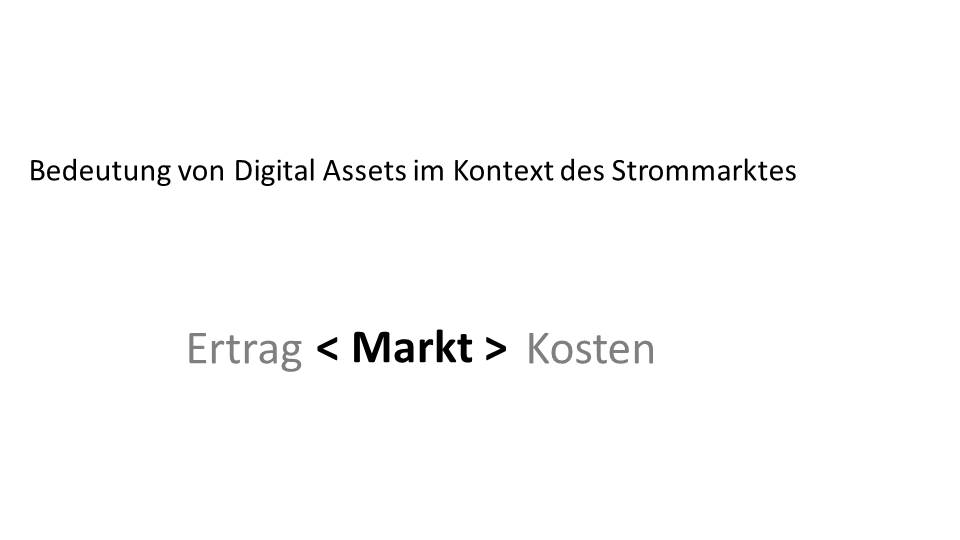 Bedeutung von Digital Assets im Kontext des Strommarktes
Ertrag < Markt > Kosten